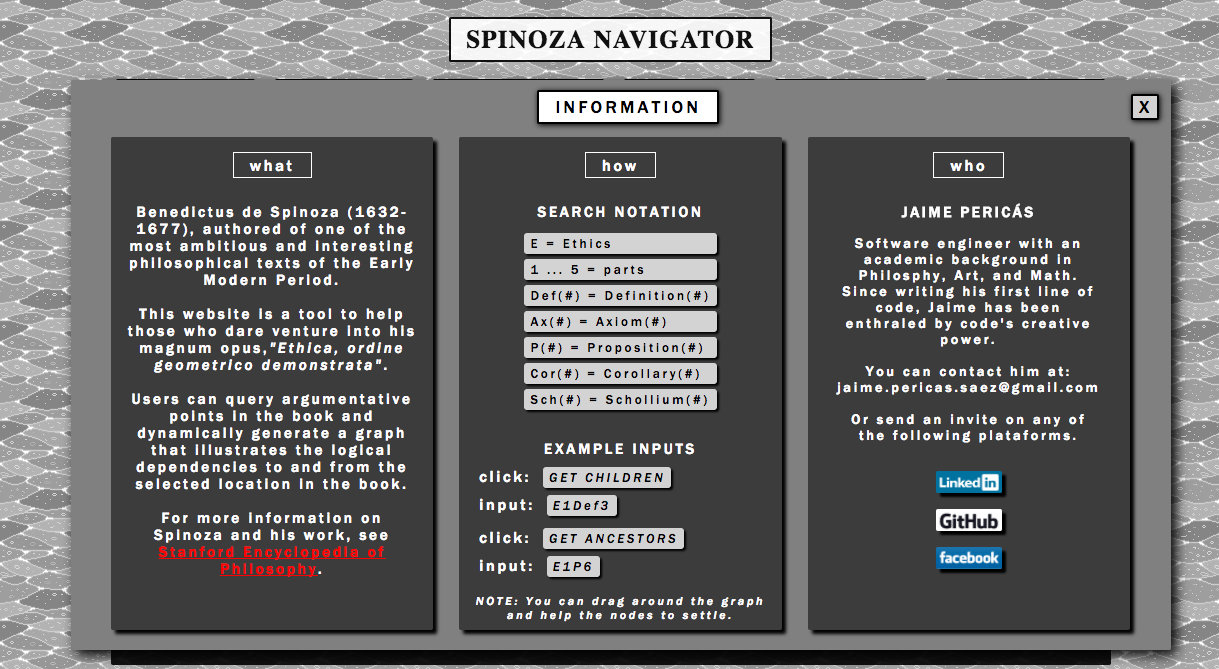 SPINOZA NAVIGATOR
INFORMATION
X
what
Benedictus de Spinoza (1632-
1677), authored of one of the
most ambitious and interesting
philosophical texts of the Early
Modern Period.
This website is a tool to help
those who dare venture into his
magnum opus,"Ethica, ordine
geometrico demonstrata".
Users can query argumentative
points in the book and
dynamically generate a graph
that illustrates the logical
dependencies to and from the
selected location in the book.
For more information on
Spinoza and his work, see
Stanford Encyclopedia of
Philosophy.
how
SEARCH NOTATION
E = Ethics
1 ... 5 = parts
Def(#) = Definition(#)
Ax(#) = Axiom(#)
P(#) = Proposition(#)
Cor(#) = Corollary(#)
Sch(#) = Schollium(#)
EXAMPLE INPUTS
click: GET CHILDREN
input: E1Def3
click: GET ANCESTORS
input: E1P6
NOTE: You can drag around the graph
and help the nodes to settle.
who
JAIME PERICÁS
Software engineer with an
academic background in
Philosphy, Art, and Math.
Since writing his first line of
code, Jaime has been
enthraled by code's creative
power.
You can contact him at:
jaime.pericas.saez@gmail.com
Or send an invite on any of
the following plataforms.
Linked in
GitHub
facebook